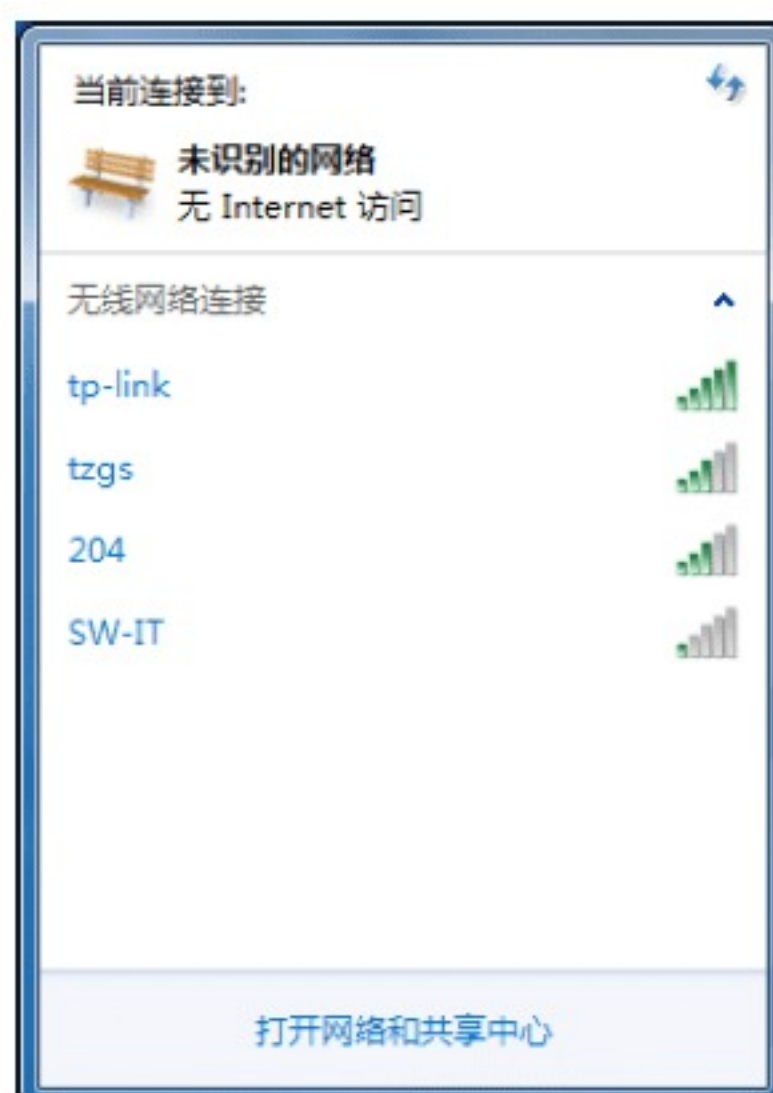 当前连接到:
未识别的网络
无 Internet 访问
无线网络连接
tp-link
tzgs
204
SW-IT
打开网络和共享中心